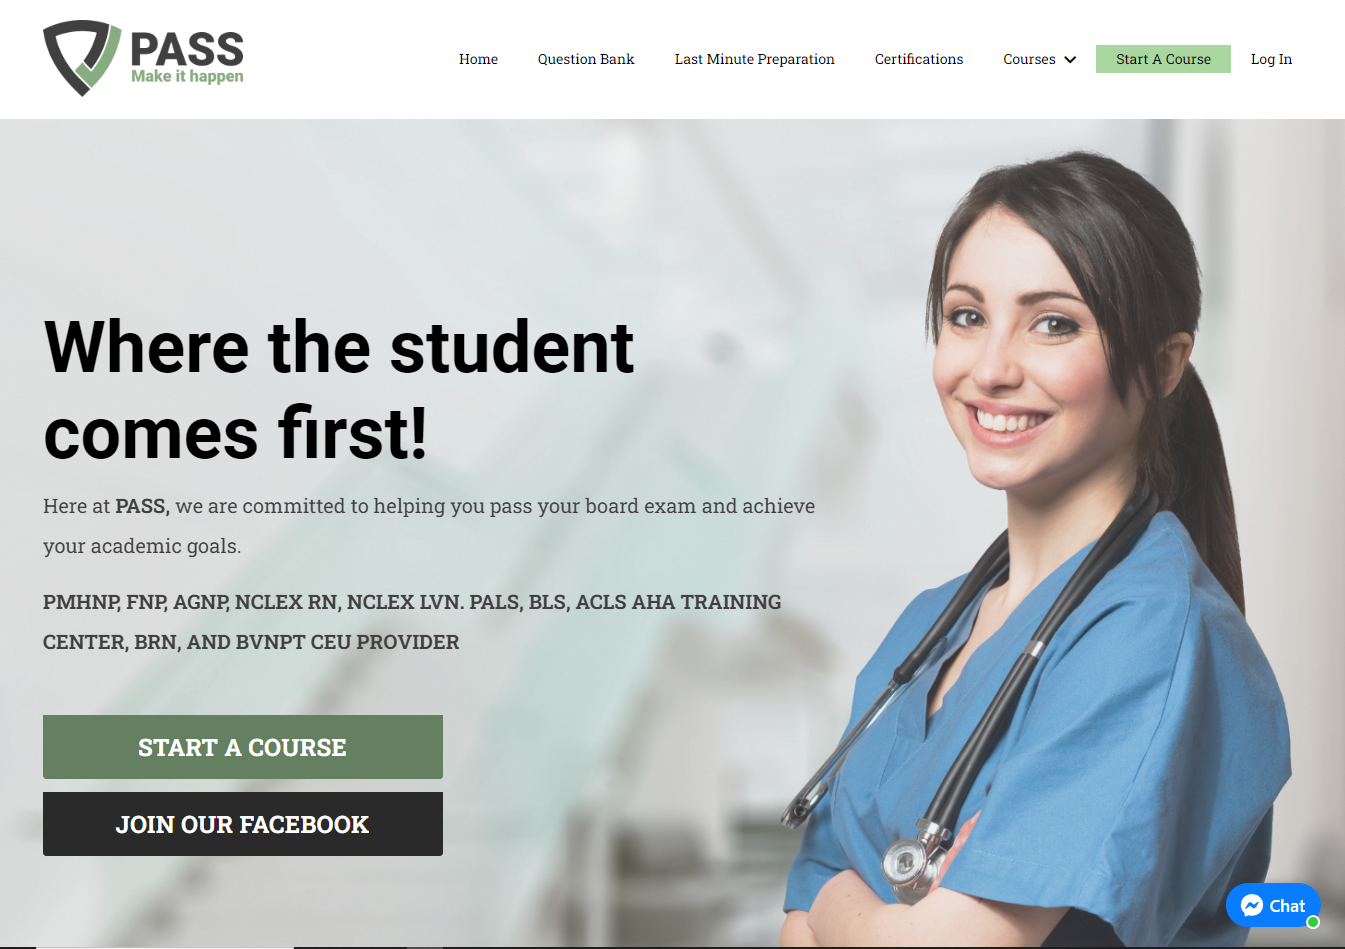 PASS
Make it happen
Home
Question Bank
Last Minute Preparation
Certifications
Courses
Start A Course
Log In
Where the student
comes first!
Here at PASS, we are committed to helping you pass your board exam and achieve
your academic goals.
PMHNP, FNP, AGNP, NCLEX RN, NCLEX LVN. PALS, BLS, ACLS AHA TRAINING
CENTER, BRN, AND BVNPT CEU PROVIDER
START A COURSE
JOIN OUR FACEBOOK
Chat